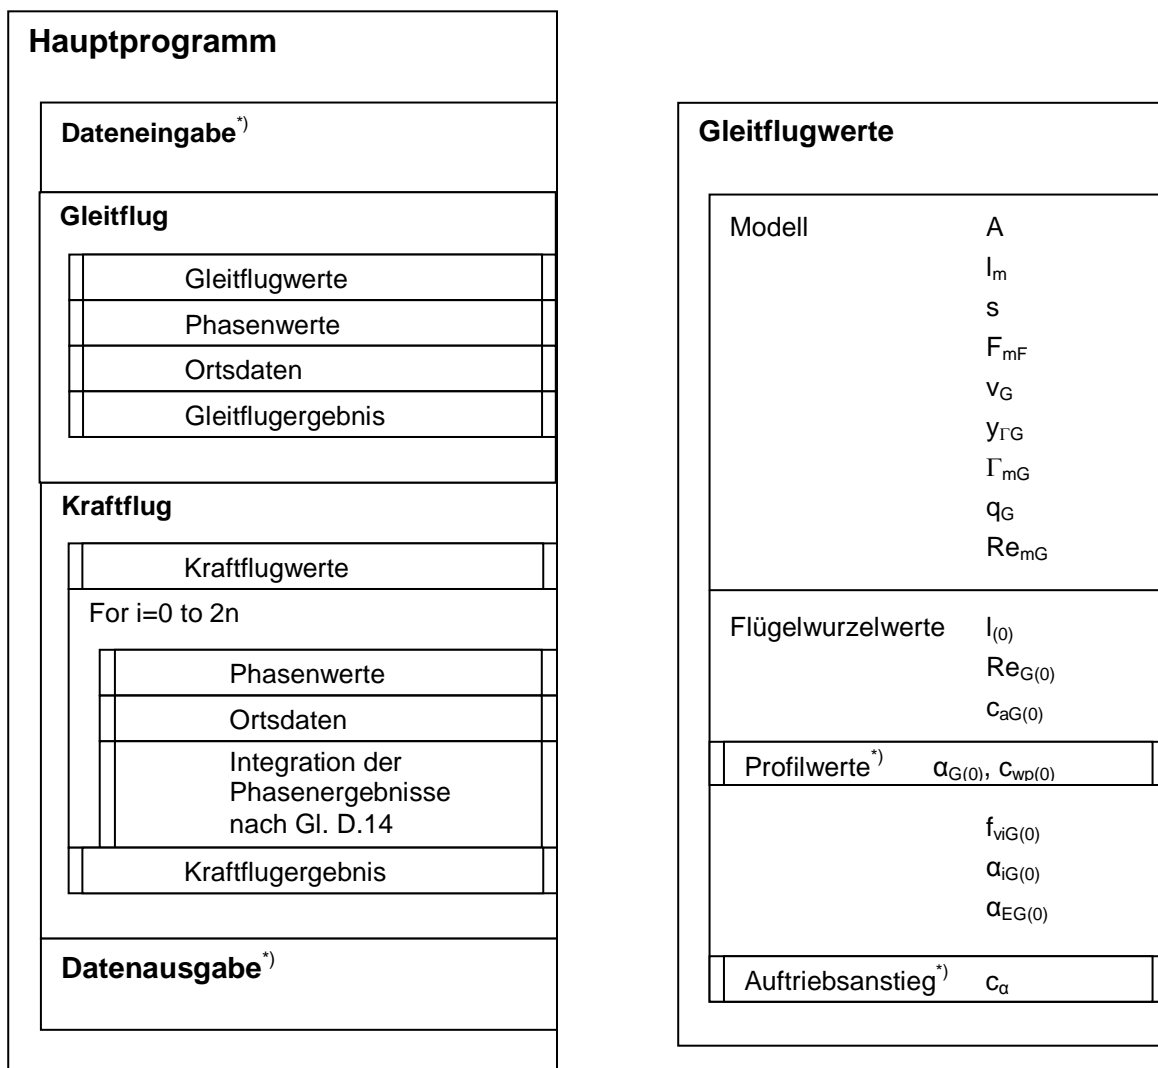 Hauptprogramm
Dateneingabe*)
Gleitflug
Gleitflugwerte
Phasenwerte
Ortsdaten
Gleitflugergebnis
Kraftflug
Kraftflugwerte
For i=0 to 2n
Phasenwerte
Ortsdaten
Integration der
Phasenergebnisse
nach Gl. D.14
Kraftflugergebnis
Datenausgabe*)
Gleitflugwerte
Modell A
lm
s
FmF
vG
yΓG
ΓmG
qG
RemG
Flügelwurzelwerte l(0)
ReG(0)
caG(0)
Profilwerte*) αG(0), cwp(0)
fviG(0)
αiG(0)
αEG(0)
Auftriebsanstieg*) cα